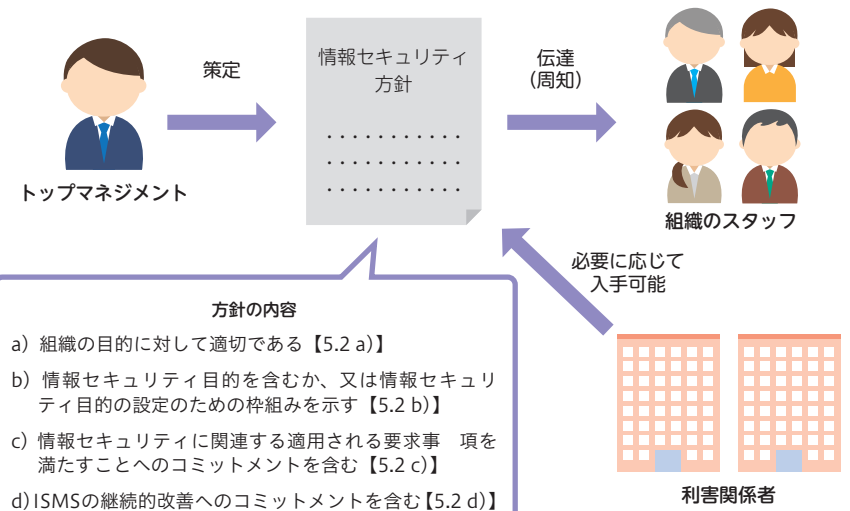 策定
情報セキュリティ
方針
...........
...........
...........
伝達
（周知）
トップマネジメント
組織のスタッフ
必要に応じて
入手可能
方針の内容
a）組織の目的に対して適切である【5.2 a)】
b）情報セキュリティ目的を含むか、又は情報セキュリ
ティ目的の設定のための枠組みを示す【5.2 b)】
c）情報セキュリティに関連する適用される要求事　項を
満たすことへのコミットメントを含む【5.2 c)】
d）ISMSの継続的改善へのコミットメントを含む【5.2 d)】
利害関係者